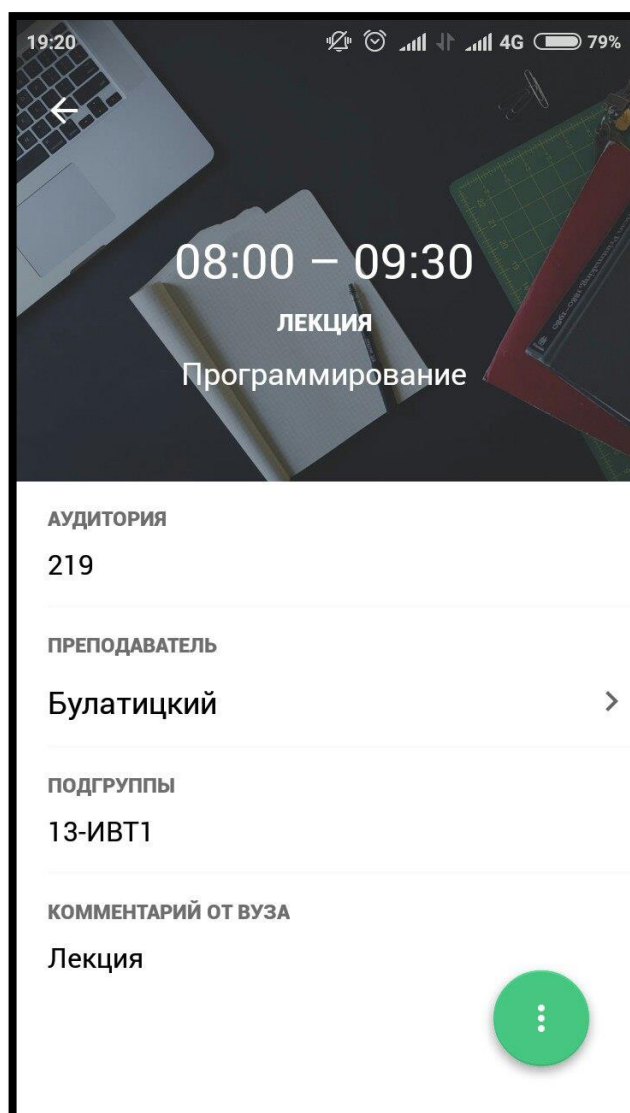 19:20 4G 79%
08:00 – 09:30
ЛЕКЦИЯ
Программирование
АУДИТОРИЯ
219
ПРЕПОДАВАТЕЛЬ
Булатицкий
ПОДГРУППЫ
13-ИВТ1
КОММЕНТАРИЙ ОТ ВУЗА
Лекция